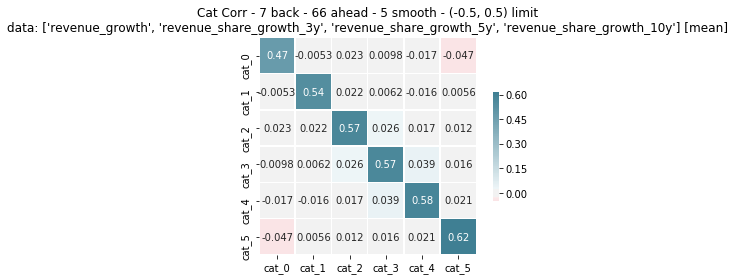 Cat Corr - 7 back - 66 ahead - 5 smooth - (-0.5, 0.5) limit
data: ['revenue_growth', 'revenue_share_growth_3y', 'revenue_share_growth_5y', 'revenue_share_growth_10y'] [mean]
cat_0 0.47 -0.0053 0.023 0.0098 -0.017 -0.047
cat_1 -0.0053 0.54 0.022 0.0062 -0.016 0.0056
cat_2 0.023 0.022 0.57 0.026 0.017 0.012
cat_3 0.0098 0.0062 0.026 0.57 0.039 0.016
cat_4 -0.017 -0.016 0.017 0.039 0.58 0.021
cat_5 -0.047 0.0056 0.012 0.016 0.021 0.62
cat_0 cat_1 cat_2 cat_3 cat_4 cat_5
0.60
0.45
0.30
0.15
0.00